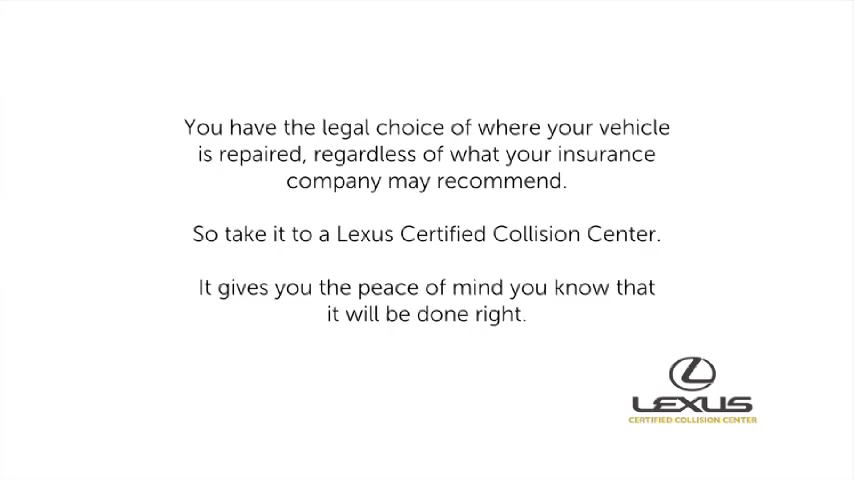 You have the legal choice of where your vehicle
is repaired, regardless of what your insurance
company may recommend.
So take it to a Lexus Certified Collision Center.
It gives you the peace of mind you know that
it will be done right.
LEXUS
CERTIFIED COLLISION CENTER